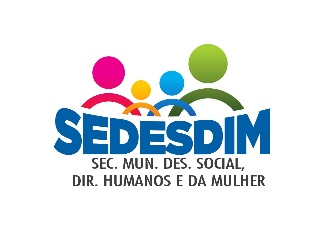 SEDESDIM
SEC. MUN. DES. SOCIAL,
DIR. HUMANOS E DA MULHER